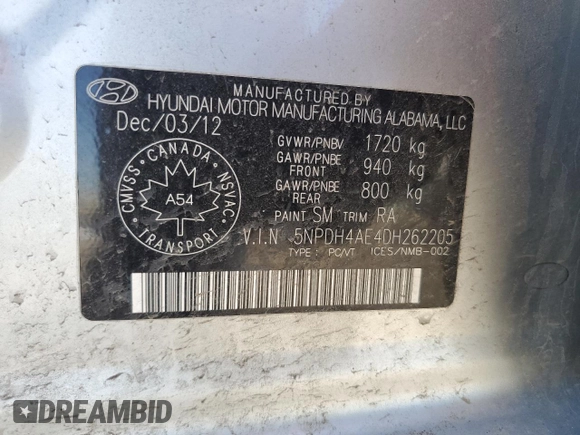 MANUFACTURED BY
HYUNDAI MOTOR MANUFACTURING ALABAMA, LLC
Dec/03/12
GVWR/PNBV 1720 kg
GAWR/PNBE FRONT 940 kg
GAWR/PNBE REAR 800 kg
CANADA
CMVSS
NSVAC
A54
TRANSPORT
PAINT SM TRIM RA
V.I.N 5NPDH4AE4DH262205
TYPE : PC/VT ICES/NMB-002
DREAMBID